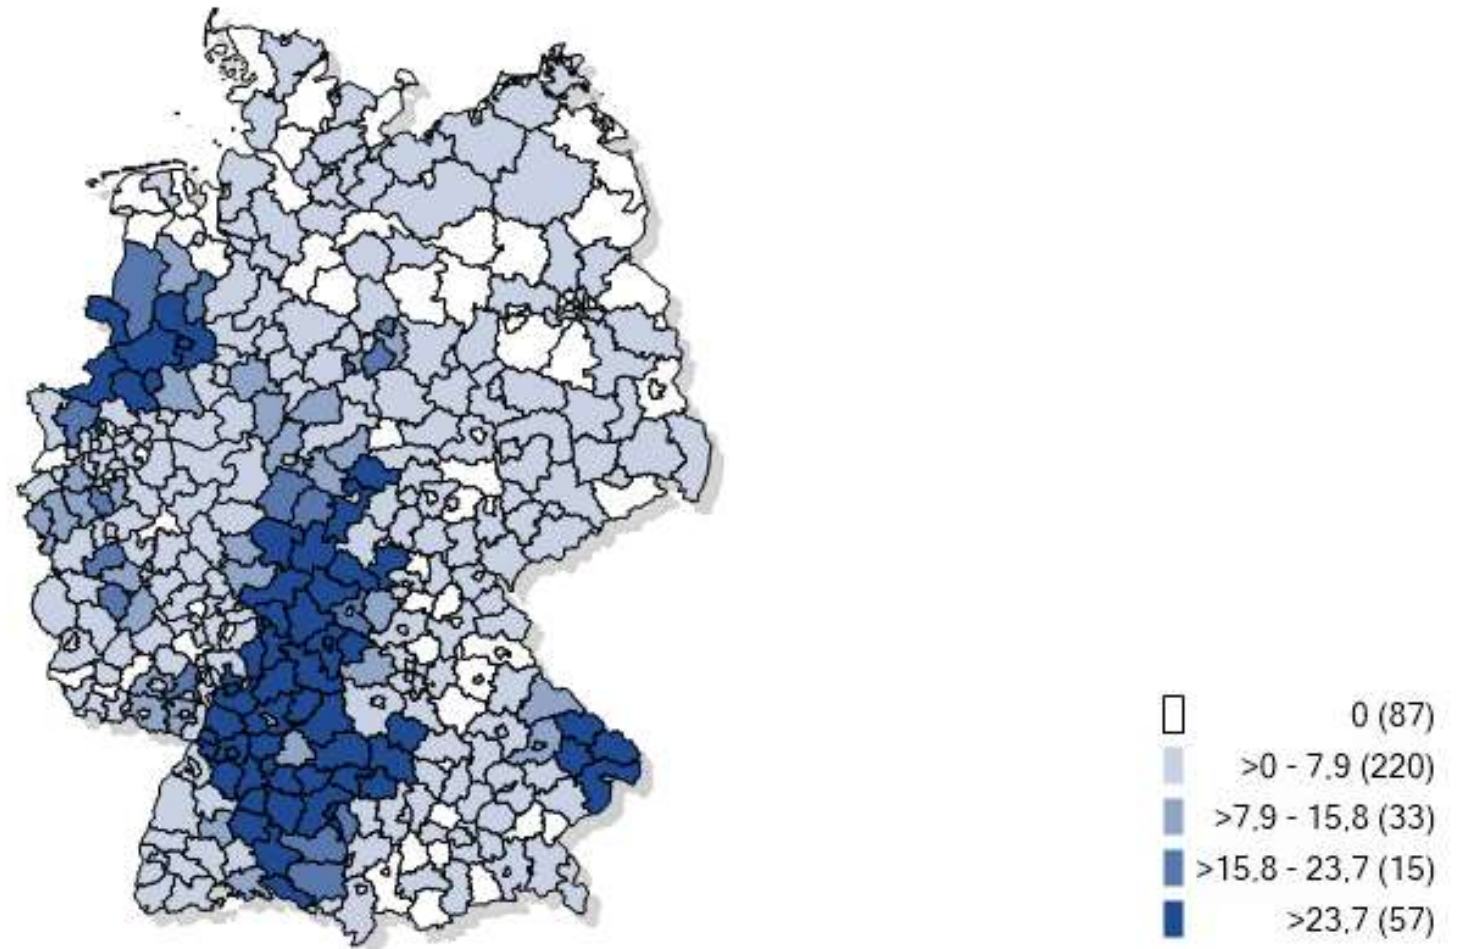 0 (87)
>0 - 7,9 (220)
>7,9 - 15,8 (33)
>15,8 - 23,7 (15)
>23,7 (57)